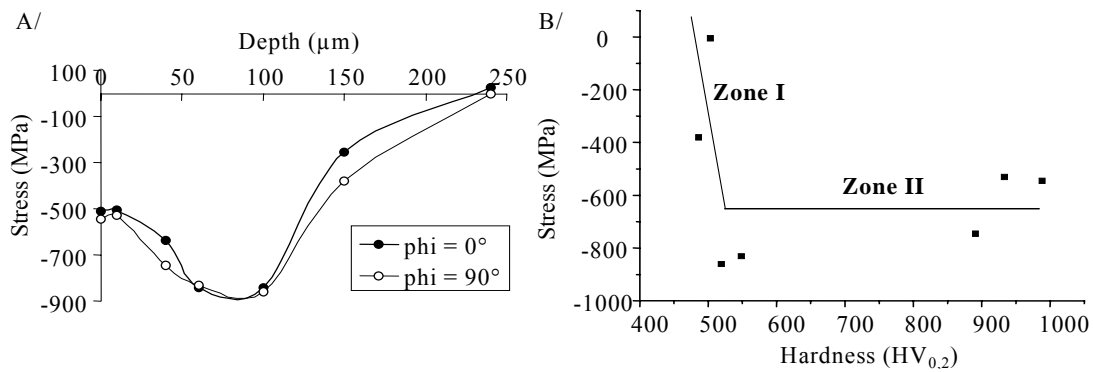 A/
Depth (µm)
100
0 50 100 150 200 250
-100
-300
-500
-700
-900
Stress (MPa)
phi = 0°
phi = 90°
B/
0
-200
-400
-600
-800
-1000
Stress (MPa)
Zone I
Zone II
400 500 600 700 800 900 1000
Hardness (HV0,2)